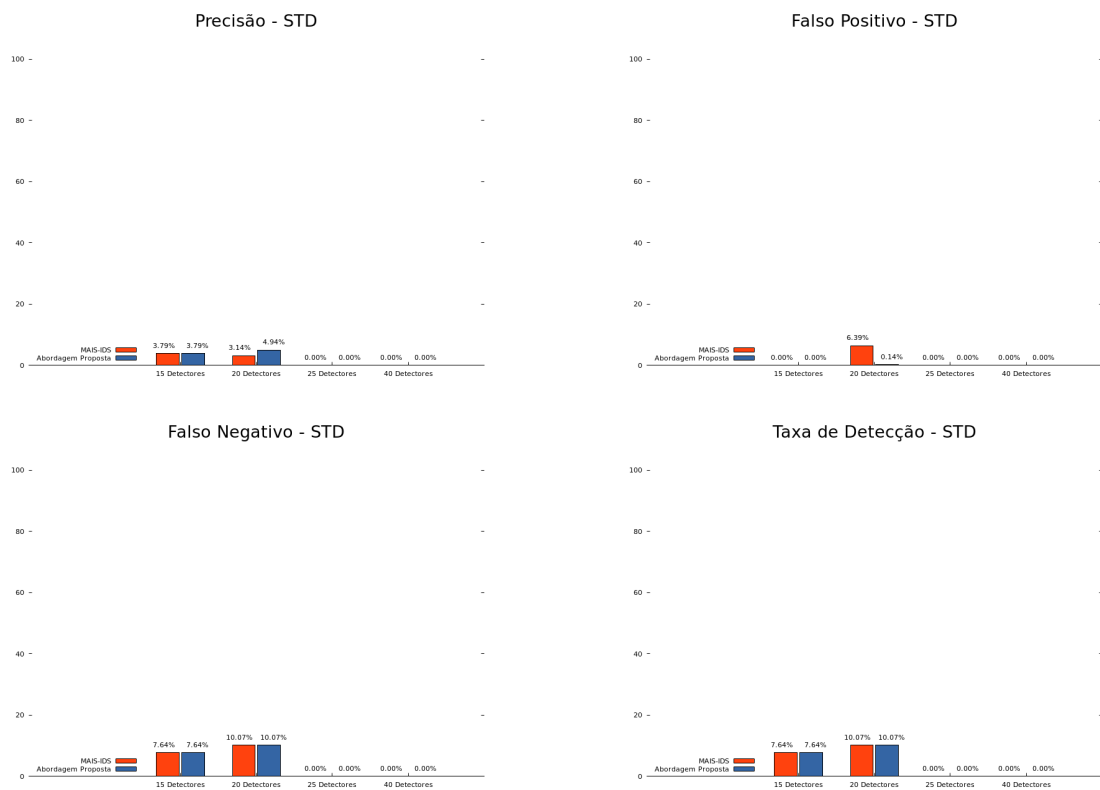 Precisão - STD
100
80
60
40
20
0
MAIS-IDS
Abordagem Proposta
3.79% 3.79%
3.14% 4.94%
0.00% 0.00%
0.00% 0.00%
15 Detectores 20 Detectores 25 Detectores 40 Detectores
Falso Positivo - STD
100
80
60
40
20
0
MAIS-IDS
Abordagem Proposta
0.00% 0.00%
6.39% 0.14%
0.00% 0.00%
0.00% 0.00%
15 Detectores 20 Detectores 25 Detectores 40 Detectores
Falso Negativo - STD
100
80
60
40
20
0
MAIS-IDS
Abordagem Proposta
7.64% 7.64%
10.07% 10.07%
0.00% 0.00%
0.00% 0.00%
15 Detectores 20 Detectores 25 Detectores 40 Detectores
Taxa de Detecção - STD
100
80
60
40
20
0
MAIS-IDS
Abordagem Proposta
7.64% 7.64%
10.07% 10.07%
0.00% 0.00%
0.00% 0.00%
15 Detectores 20 Detectores 25 Detectores 40 Detectores